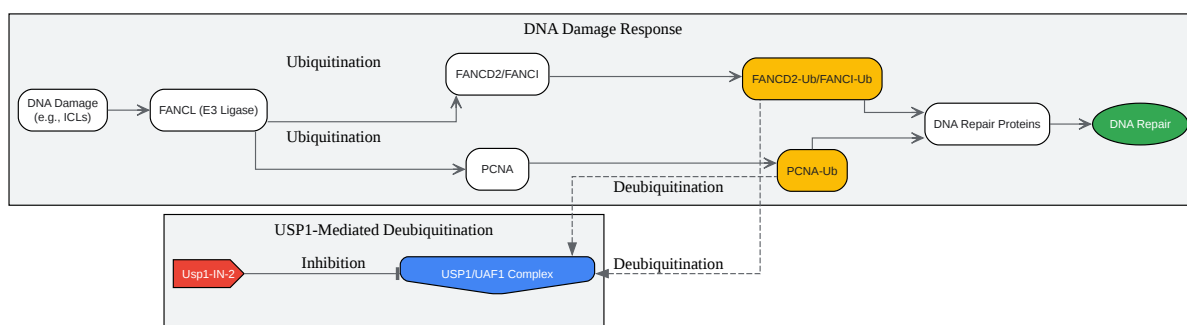 DNA Damage Response
Ubiquitination
FANCD2/FANCI
FANCD2-Ub/FANCI-Ub
DNA Damage
(e.g., ICLs)
FANCL (E3 Ligase)
DNA Repair Proteins
DNA Repair
Ubiquitination
PCNA
PCNA-Ub
Deubiquitination
USP1-Mediated Deubiquitination
Usp1-IN-2
Inhibition
USP1/UAF1 Complex
Deubiquitination